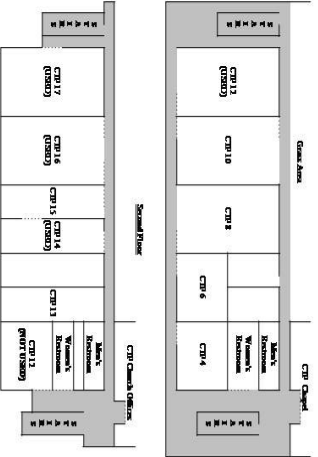 STAIRS
CTP 17
(USED)
CTP 16
(USED)
CTP 15
CTP 14
(USED)
CTP 13
CTP 12
(NOT USED)
Women's
Restroom
Men's
Restroom
STAIRS
Second Floor
CTP Church Offices
STAIRS
CTP 12
(USED)
CTP 10
CTP 8
CTP 6
CTP 4
Women's
Restroom
Men's
Restroom
STAIRS
Grass Area
CTP Chapel